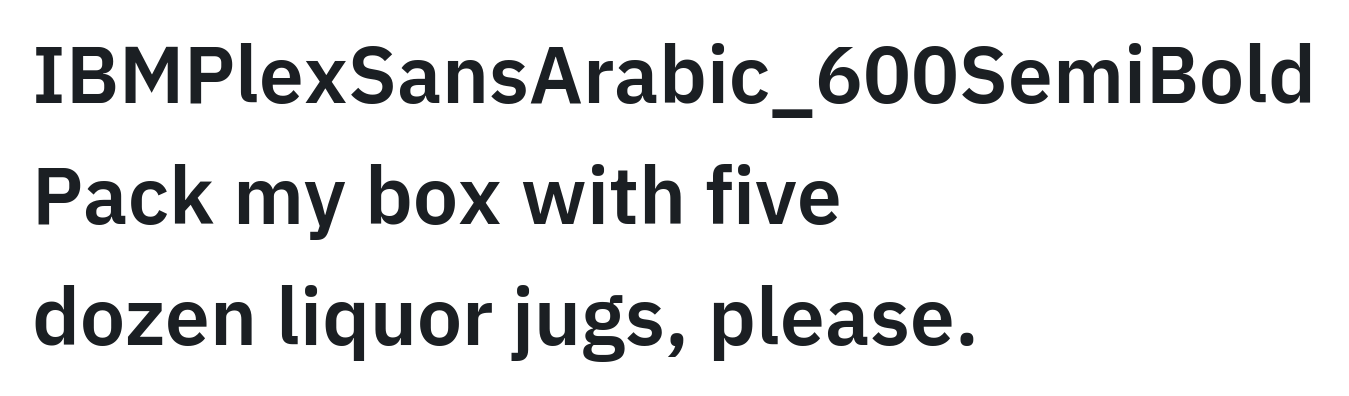 IBMPlexSansArabic_600SemiBold
Pack my box with five
dozen liquor jugs, please.